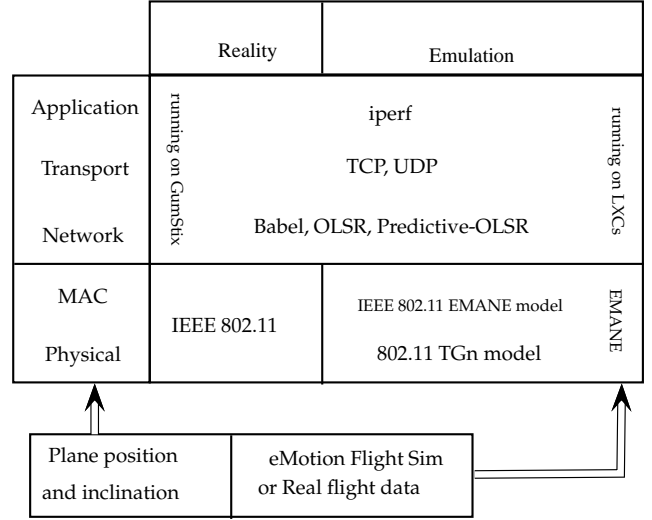 Reality
Emulation
Application
running on GumStix
iperf
running on LXCs
Transport
TCP, UDP
Network
Babel, OLSR, Predictive-OLSR
MAC
IEEE 802.11
IEEE 802.11 EMANE model
EMANE
Physical
802.11 TGn model
Plane position
and inclination
eMotion Flight Sim
or Real flight data